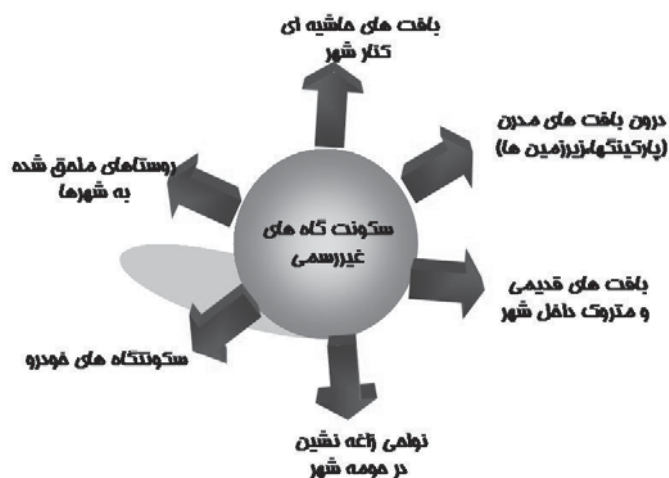 بافت های حاشیه ای
کنار شهر
درون بافت های مدرن
(پارکینگها،زیرزمین ها)
روستاهای ملحق شده
به شهرها
سکونت گاه های
غیررسمی
بافت های قدیمی
و متروک داخل شهر
سکونتگاه های خودرو
نواحی زاغه نشین
در حومه شهر